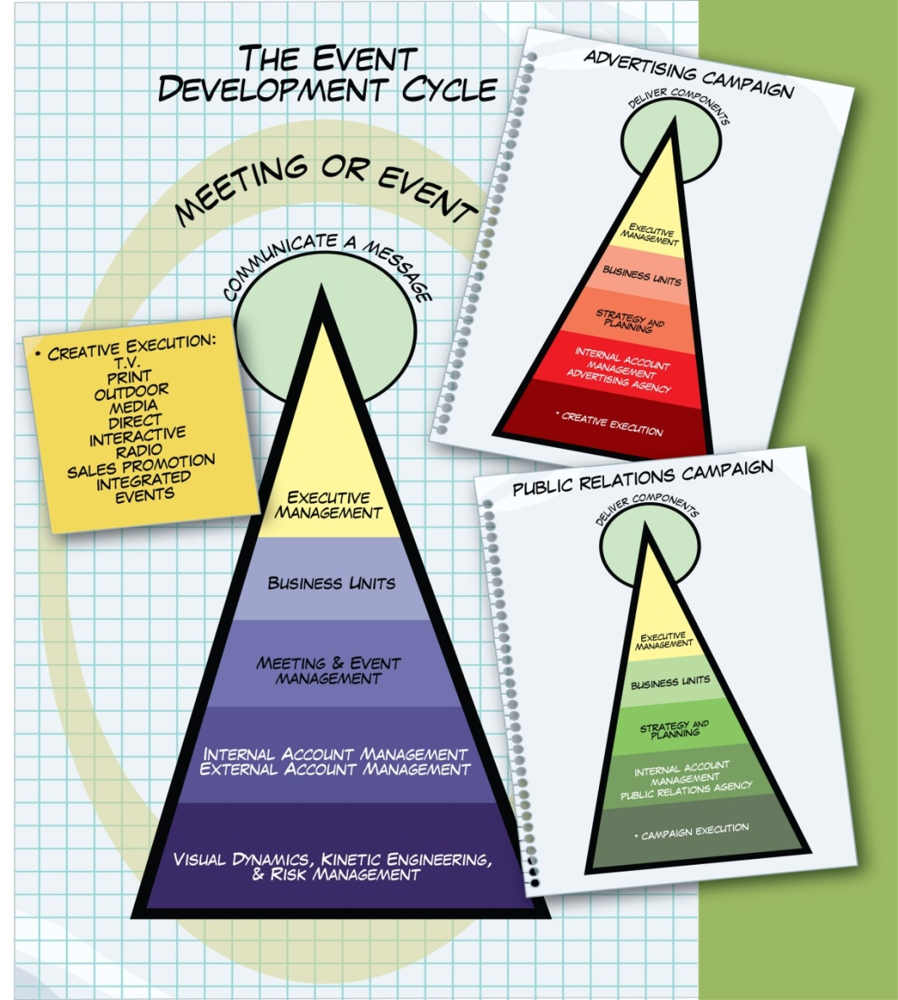 The Event
Development Cycle
Meeting or Event
Communicate a Message
Executive
Management
Business Units
Meeting & Event
Management
Internal Account Management
External Account Management
Visual Dynamics, Kinetic Engineering,
& Risk Management
• Creative Execution:
T.V.
Print
Outdoor
Media
Direct
Interactive
Radio
Sales Promotion
Integrated
Events
Advertising Campaign
Deliver Components
Executive
Management
Business Units
Strategy and
Planning
Internal Account
Management
Advertising Agency
* Creative Execution
Public Relations Campaign
Deliver Components
Executive
Management
Business Units
Strategy and
Planning
Internal Account
Management
Public Relations Agency
* Campaign Execution